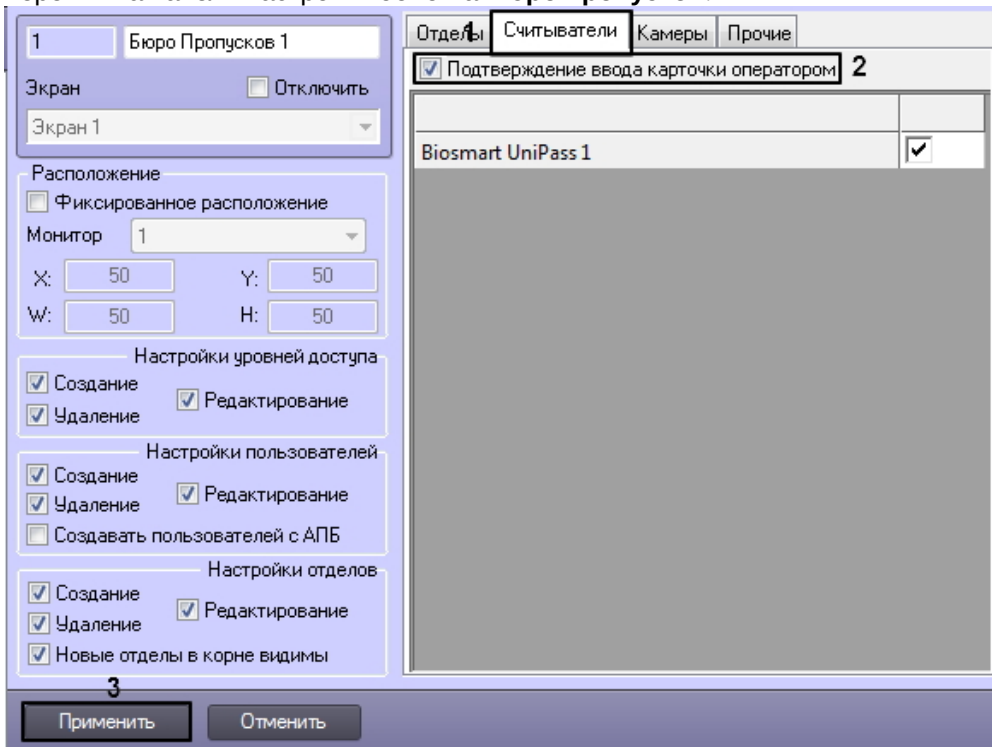 1 Бюро Пропусков 1
Экран Отключить
Экран 1
Расположение
Фиксированное расположение
Монитор 1
X: 50 Y: 50
W: 50 H: 50
Настройки уровней доступа
Создание
Удаление
Редактирование
Настройки пользователей
Создание
Удаление
Редактирование
Создавать пользователей с АПБ
Настройки отделов
Создание
Удаление
Редактирование
Новые отделы в корне видимы
Отделы 1 Считыватели Камеры Прочие
Подтверждение ввода карточки оператором 2
Biosmart UniPass 1
3
Применить Отменить